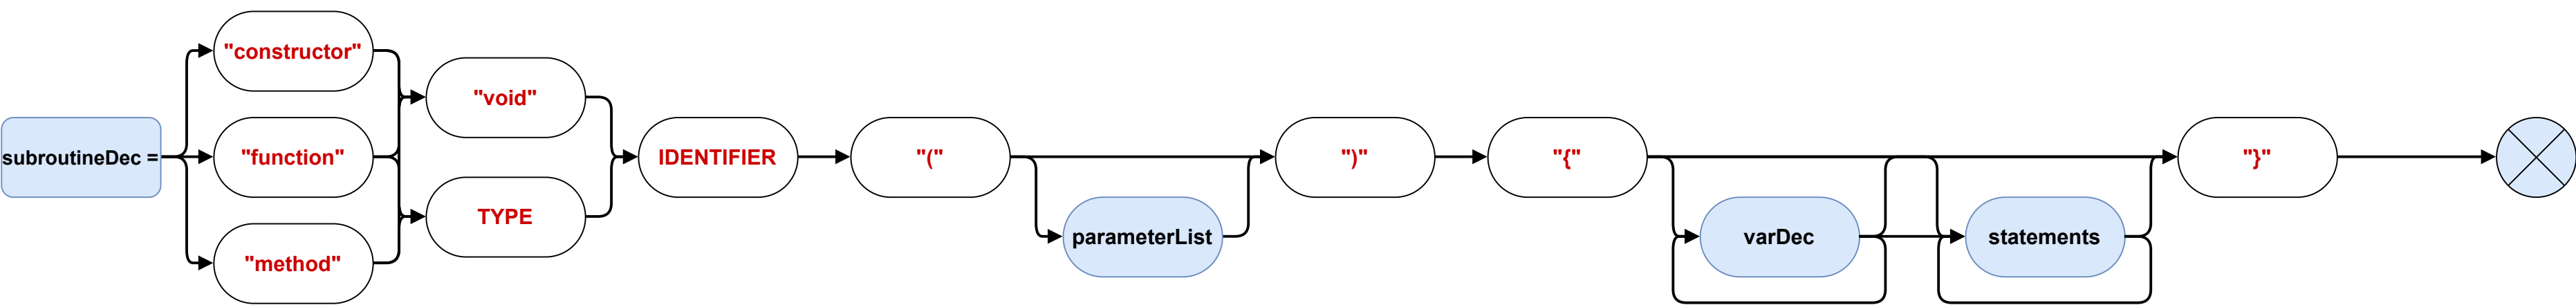 subroutineDec =
"constructor"
"function"
"method"
"void"
TYPE
IDENTIFIER
"("
parameterList
")"
"{"
varDec
statements
"}"